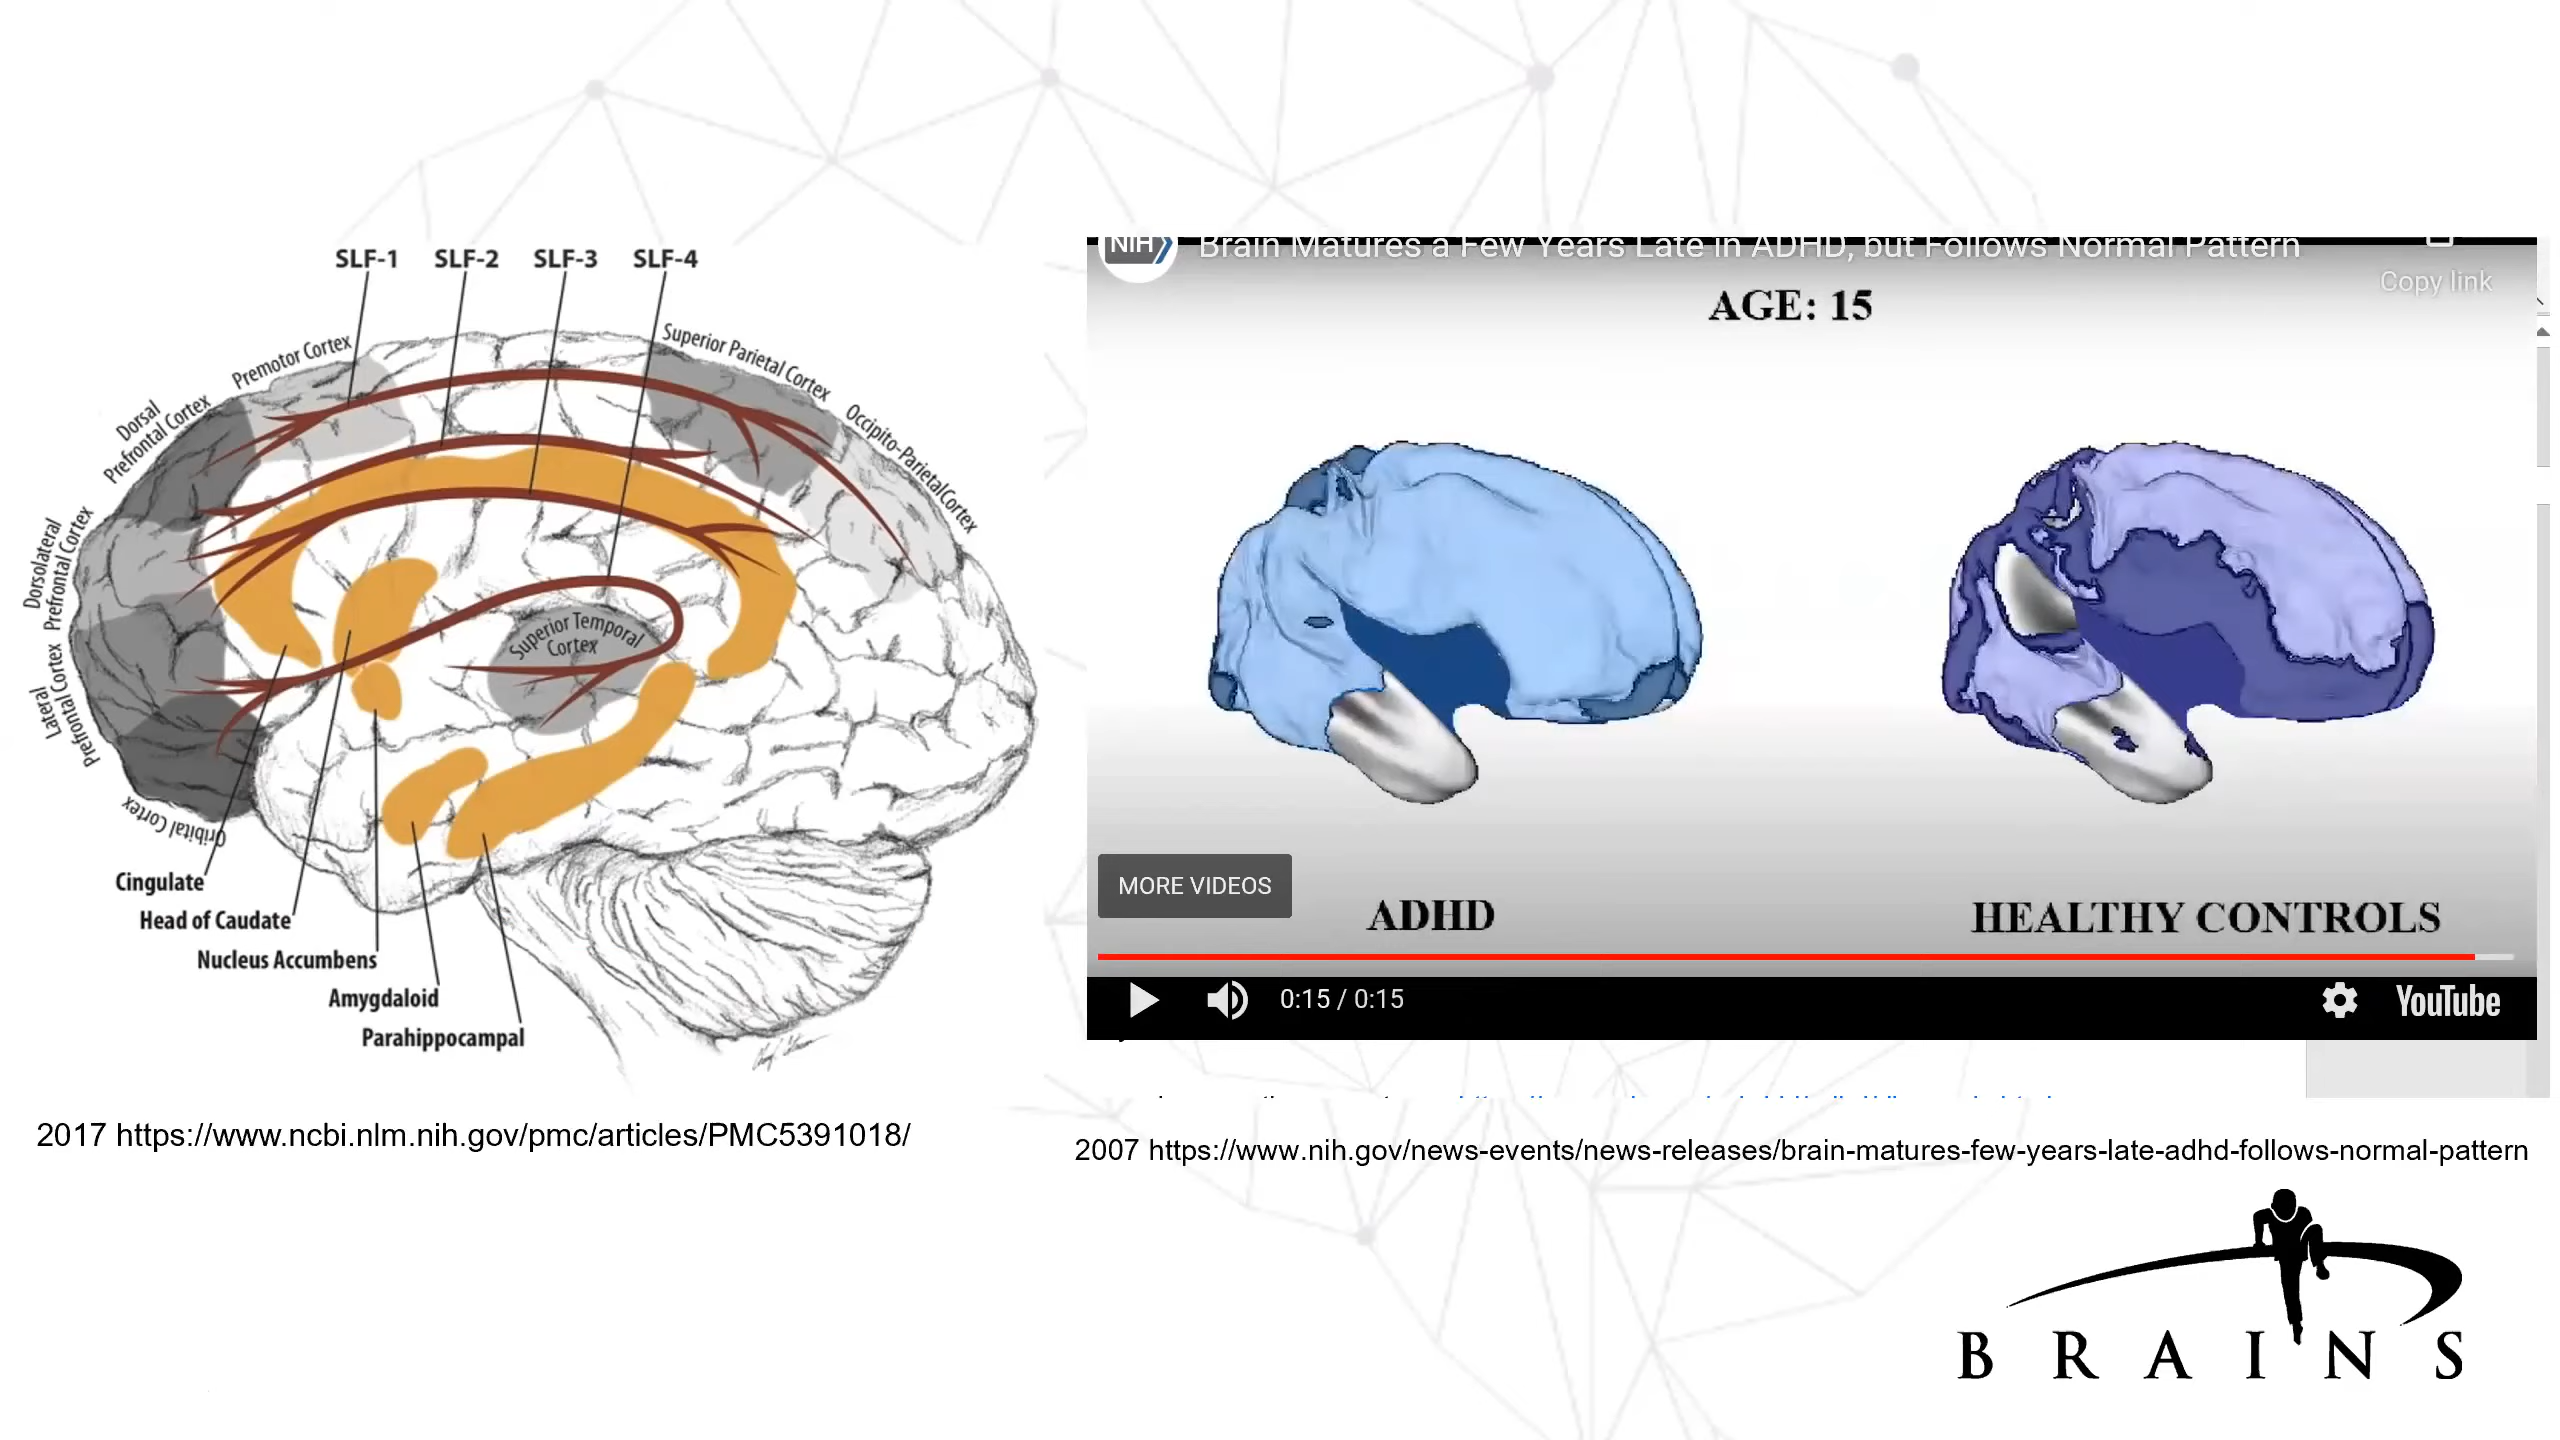 SLF-1 SLF-2 SLF-3 SLF-4
Premotor Cortex
Superior Parietal Cortex
Dorsal
Prefrontal Cortex
Occipito-Parietal Cortex
Dorsolateral
Prefrontal Cortex
Superior Temporal
Cortex
Lateral
Prefrontal Cortex
Oribital Cortex
Cingulate
Head of Caudate
Nucleus Accumbens
Amygdaloid
Parahippocampal
2017 https://www.ncbi.nlm.nih.gov/pmc/articles/PMC5391018/
NIH Brain Matures a Few Years Late in ADHD, but Follows Normal Pattern
Copy link
AGE: 15
MORE VIDEOS
ADHD
HEALTHY CONTROLS
0:15 / 0:15
YouTube
2007 https://www.nih.gov/news-events/news-releases/brain-matures-few-years-late-adhd-follows-normal-pattern
BRAINS